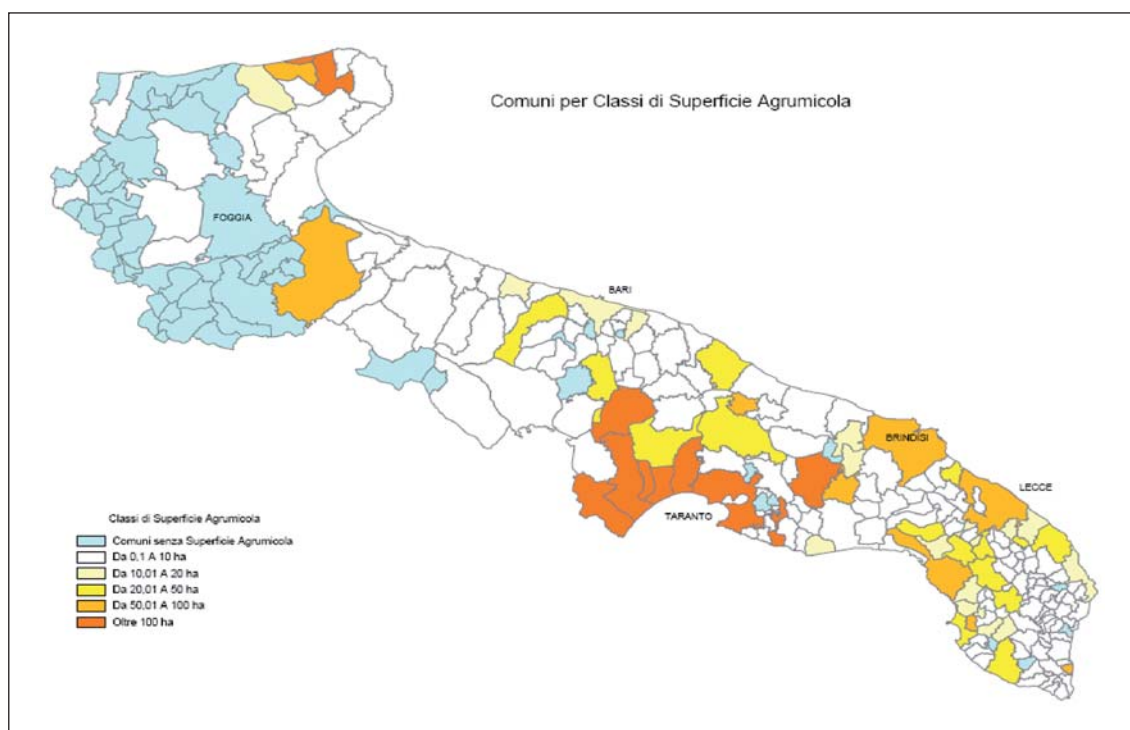 Comuni per Classi di Superficie Agrumicola
FOGGIA
BARI
BRINDISI
LECCE
TARANTO
Classi di Superficie Agrumicola
Comuni senza Superficie Agrumicola
Da 0,1 A 10 ha
Da 10,01 A 20 ha
Da 20,01 A 50 ha
Da 50,01 A 100 ha
Oltre 100 ha